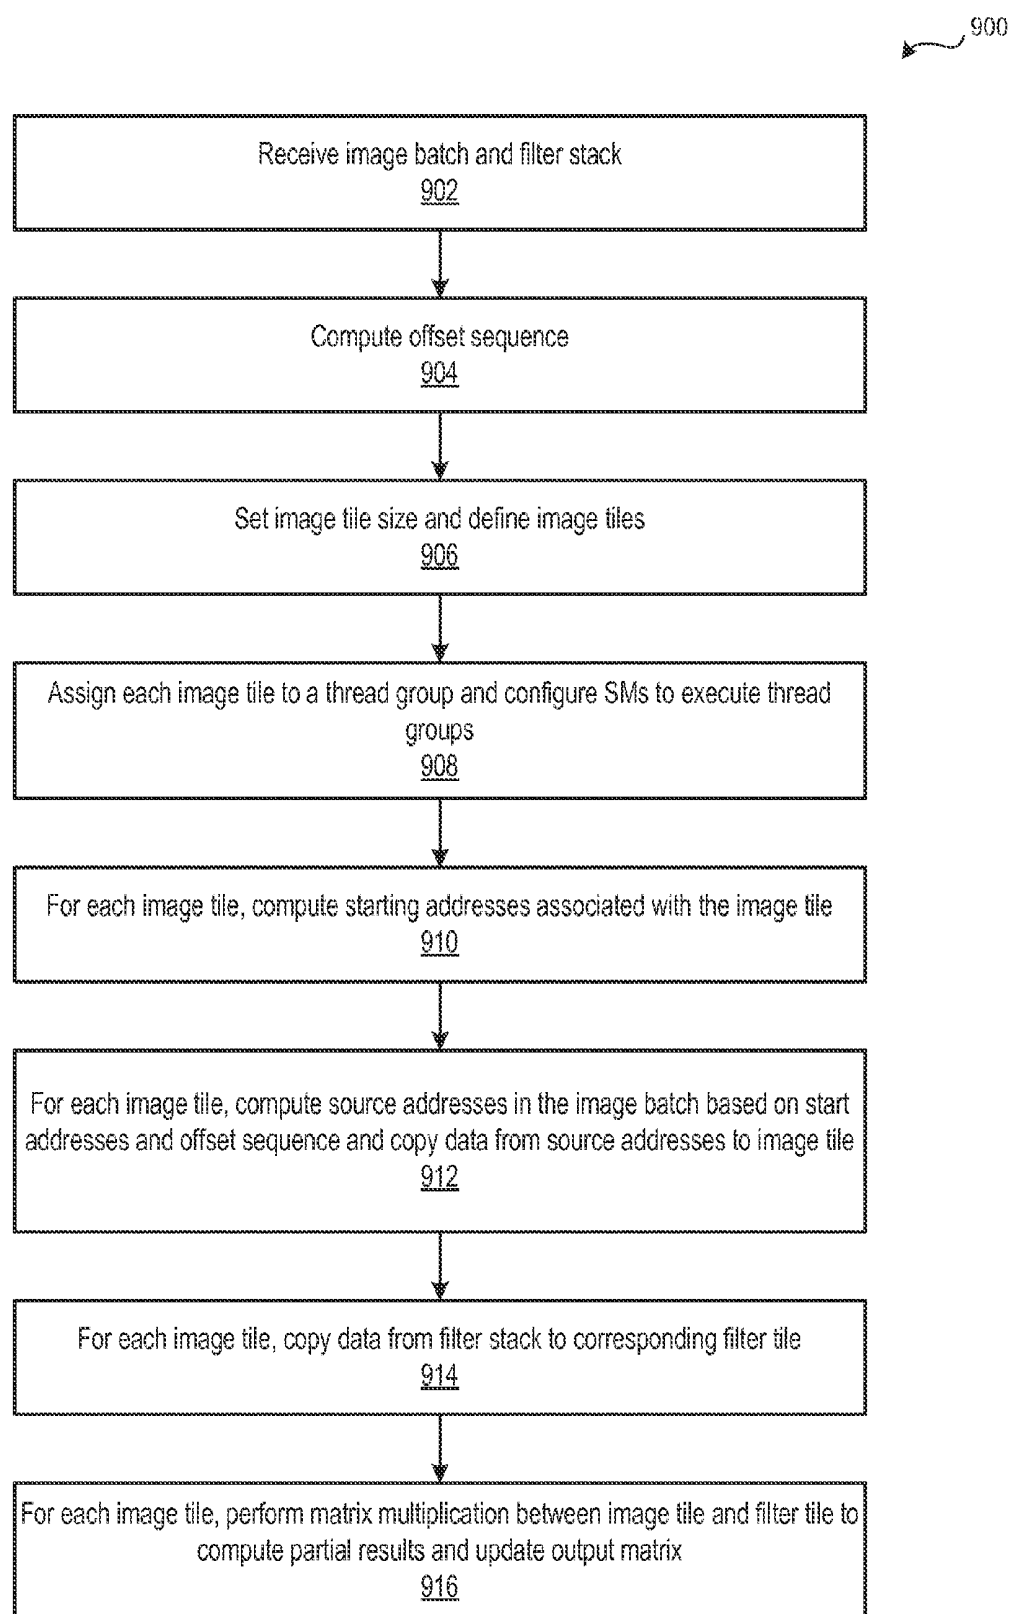 900
Receive image batch and filter stack
902
Compute offset sequence
904
Set image tile size and define image tiles
906
Assign each image tile to a thread group and configure SMs to execute thread
groups
908
For each image tile, compute starting addresses associated with the image tile
910
For each image tile, compute source addresses in the image batch based on start
addresses and offset sequence and copy data from source addresses to image tile
912
For each image tile, copy data from filter stack to corresponding filter tile
914
For each image tile, perform matrix multiplication between image tile and filter tile to
compute partial results and update output matrix
916